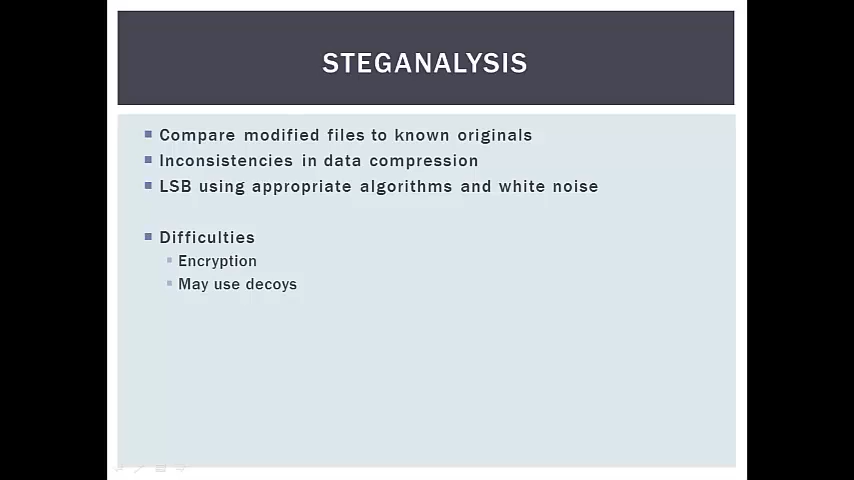 STEGANALYSIS
Compare modified files to known originals
Inconsistencies in data compression
LSB using appropriate algorithms and white noise
Difficulties
Encryption
May use decoys